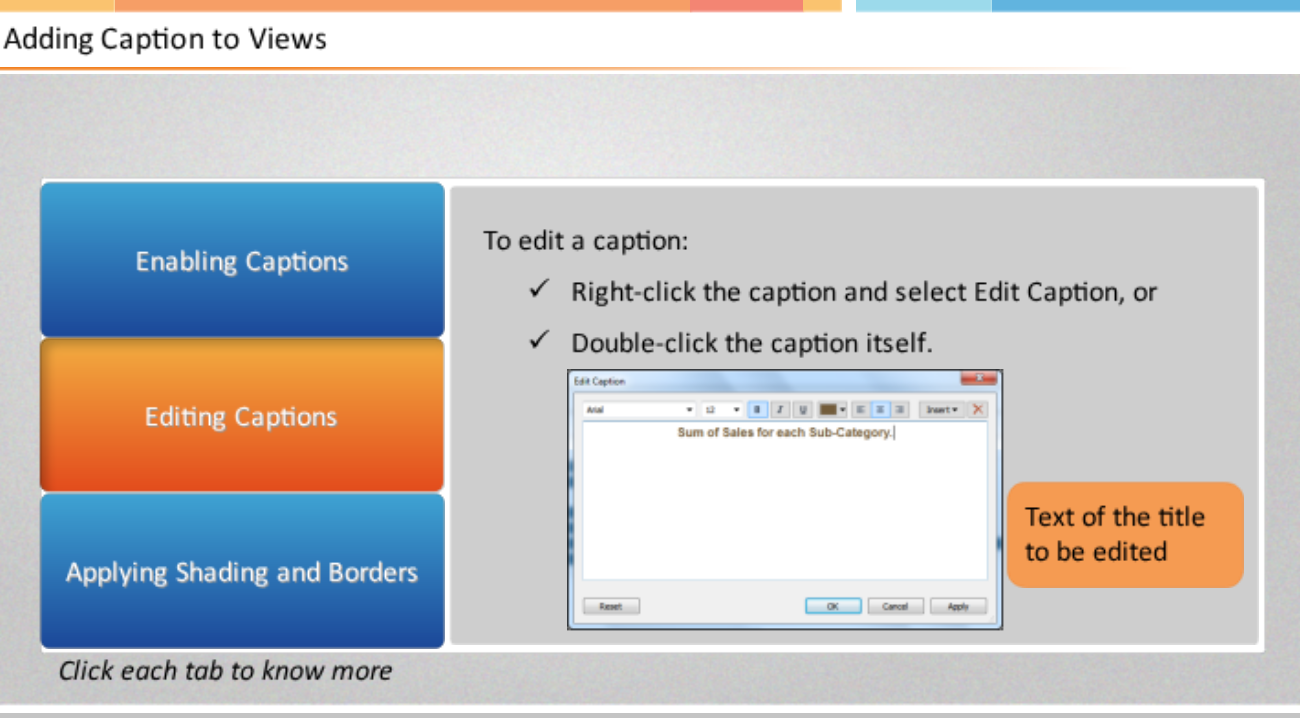 Adding Caption to Views
Enabling Captions
Editing Captions
Applying Shading and Borders
Click each tab to know more
To edit a caption:
✓ Right-click the caption and select Edit Caption, or
✓ Double-click the caption itself.
Edit Caption
Arial 12 B I U Insert
Sum of Sales for each Sub-Category.
Reset OK Cancel Apply
Text of the title
to be edited